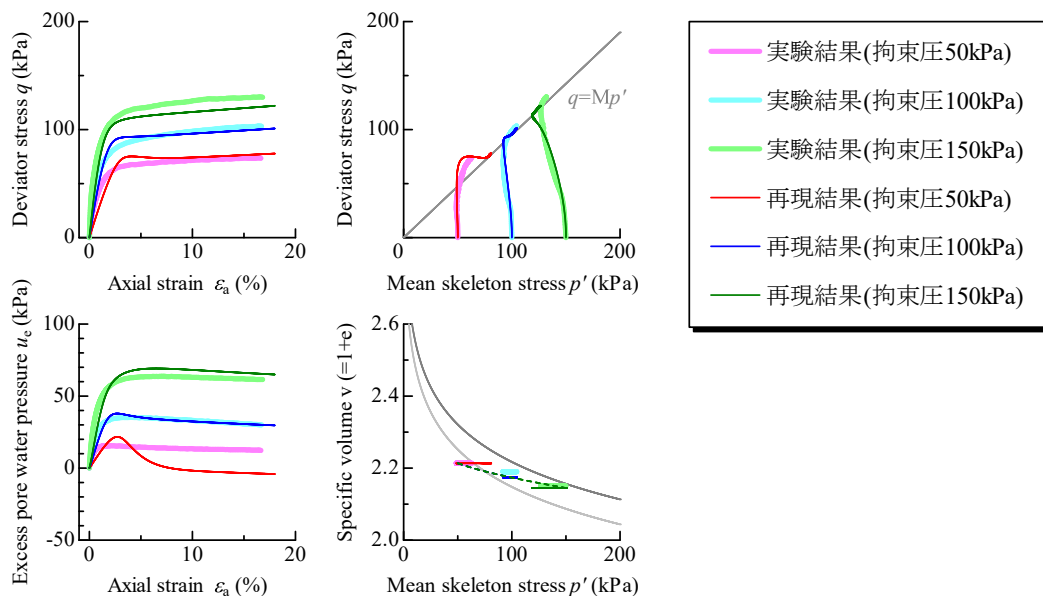 Deviator stress q (kPa)
200
100
0
0
10
20
Axial strain εa (%)
Deviator stress q (kPa)
200
100
0
q=Mp′
0
100
200
Mean skeleton stress p′ (kPa)
実験結果(拘束圧50kPa)
実験結果(拘束圧100kPa)
実験結果(拘束圧150kPa)
再現結果(拘束圧50kPa)
再現結果(拘束圧100kPa)
再現結果(拘束圧150kPa)
Excess pore water pressure ue (kPa)
100
50
0
-50
0
10
20
Axial strain εa (%)
Specific volume v (=1+e)
2.6
2.4
2.2
2.0
0
100
200
Mean skeleton stress p′ (kPa)